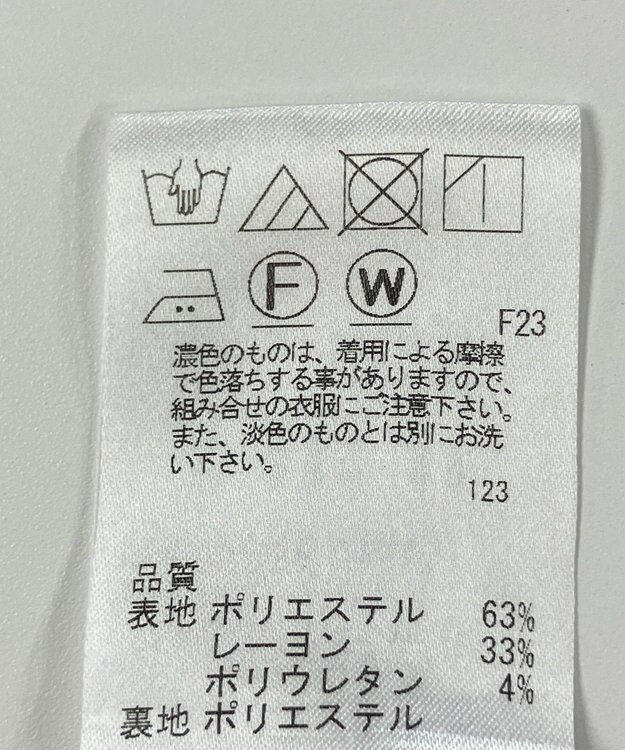 F W
F23
濃色のものは、着用による摩擦
で色落ちする事がありますので、
組み合せの衣服にご注意下さい。
また、淡色のものとは別にお洗
い下さい。
123
品質
表地 ポリエステル 63%
レーヨン 33%
ポリウレタン 4%
裏地 ポリエステル